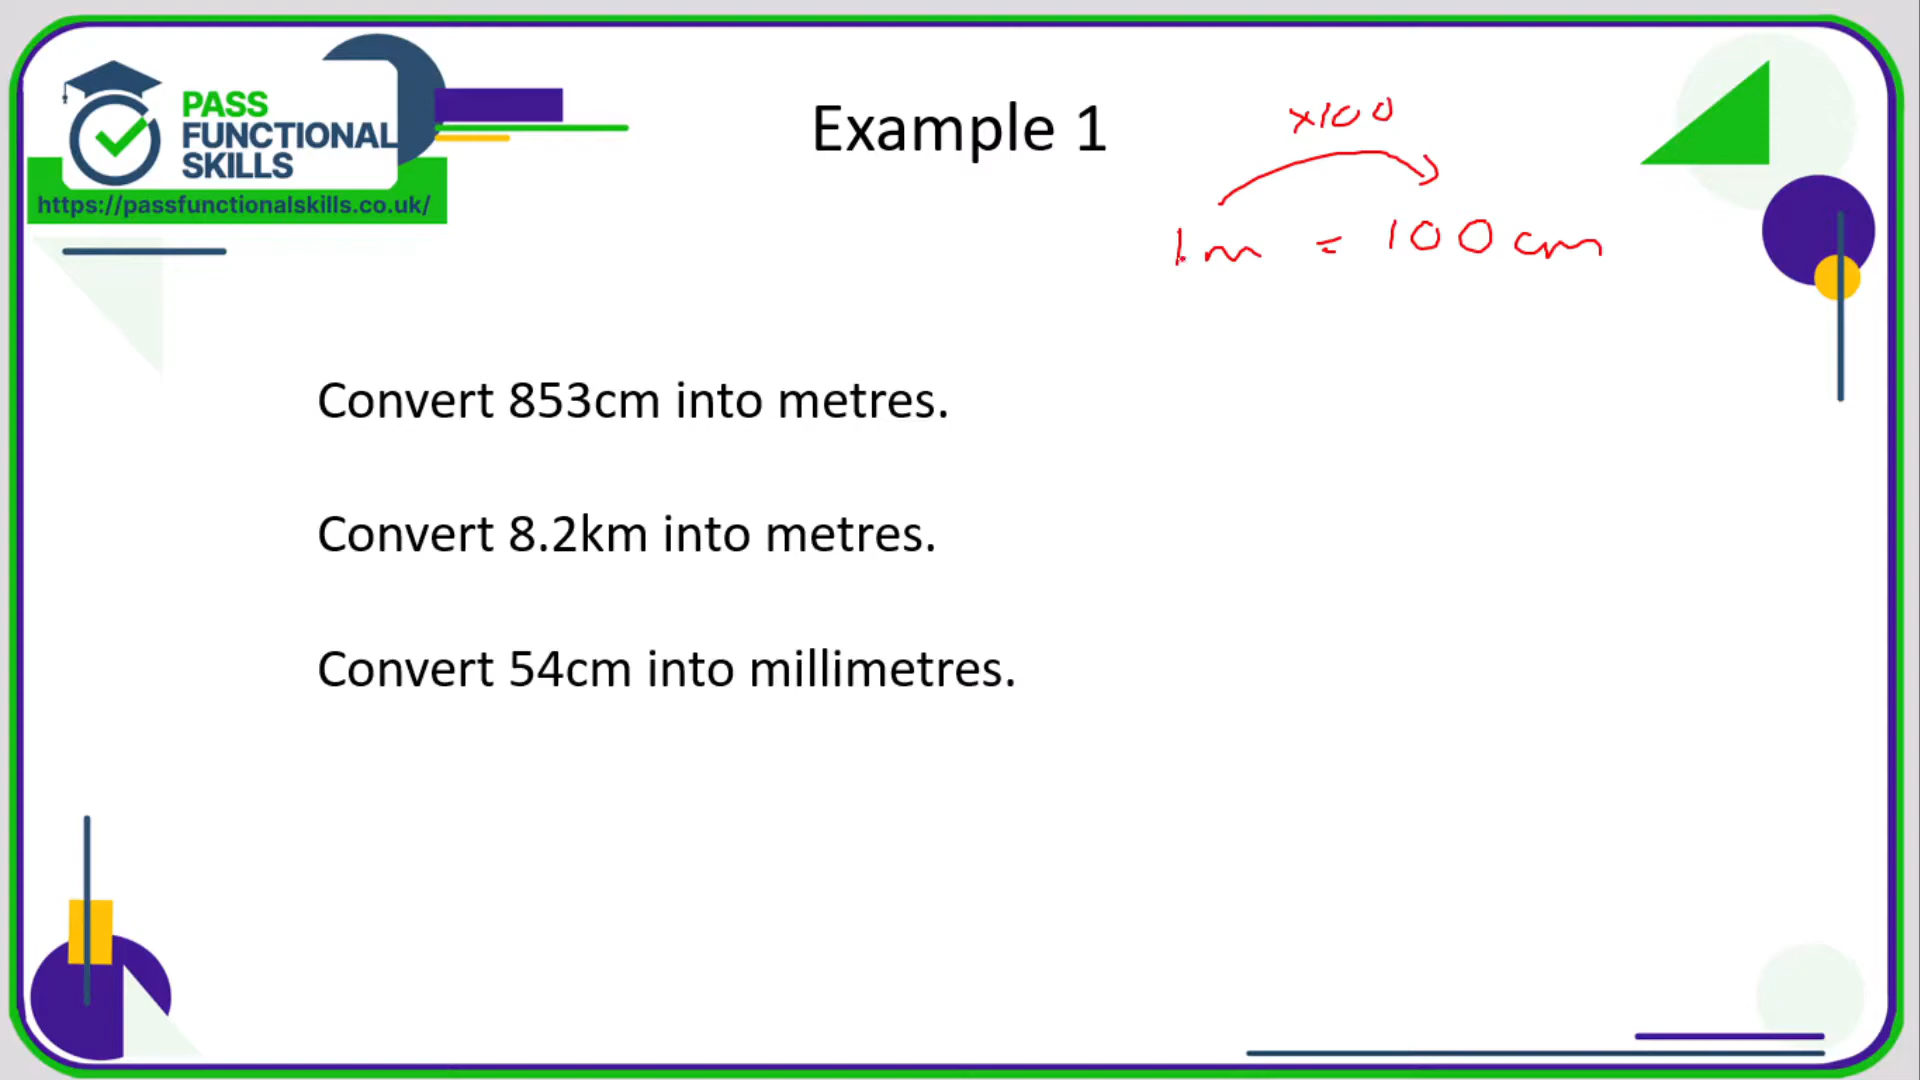 PASS
FUNCTIONAL
SKILLS
https://passfunctionalskills.co.uk/
Example 1
×100
1m = 100cm
Convert 853cm into metres.
Convert 8.2km into metres.
Convert 54cm into millimetres.